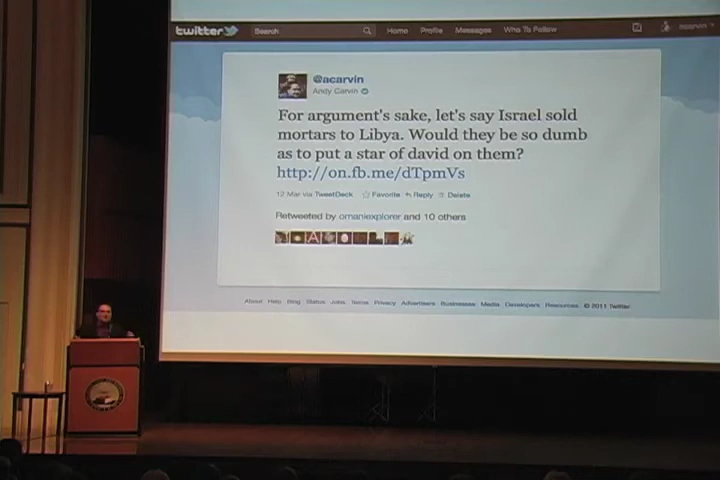 twitter Search Home Profile Messages Who To Follow acarvin
@acarvin
Andy Carvin
For argument's sake, let's say Israel sold
mortars to Libya. Would they be so dumb
as to put a star of david on them?
http://on.fb.me/dTpmVs
12 Mar via TweetDeck Favorite Reply Delete
Retweeted by omaniexplorer and 10 others
About Help Blog Status Jobs Terms Privacy Advertisers Businesses Media Developers Resources © 2011 Twitter